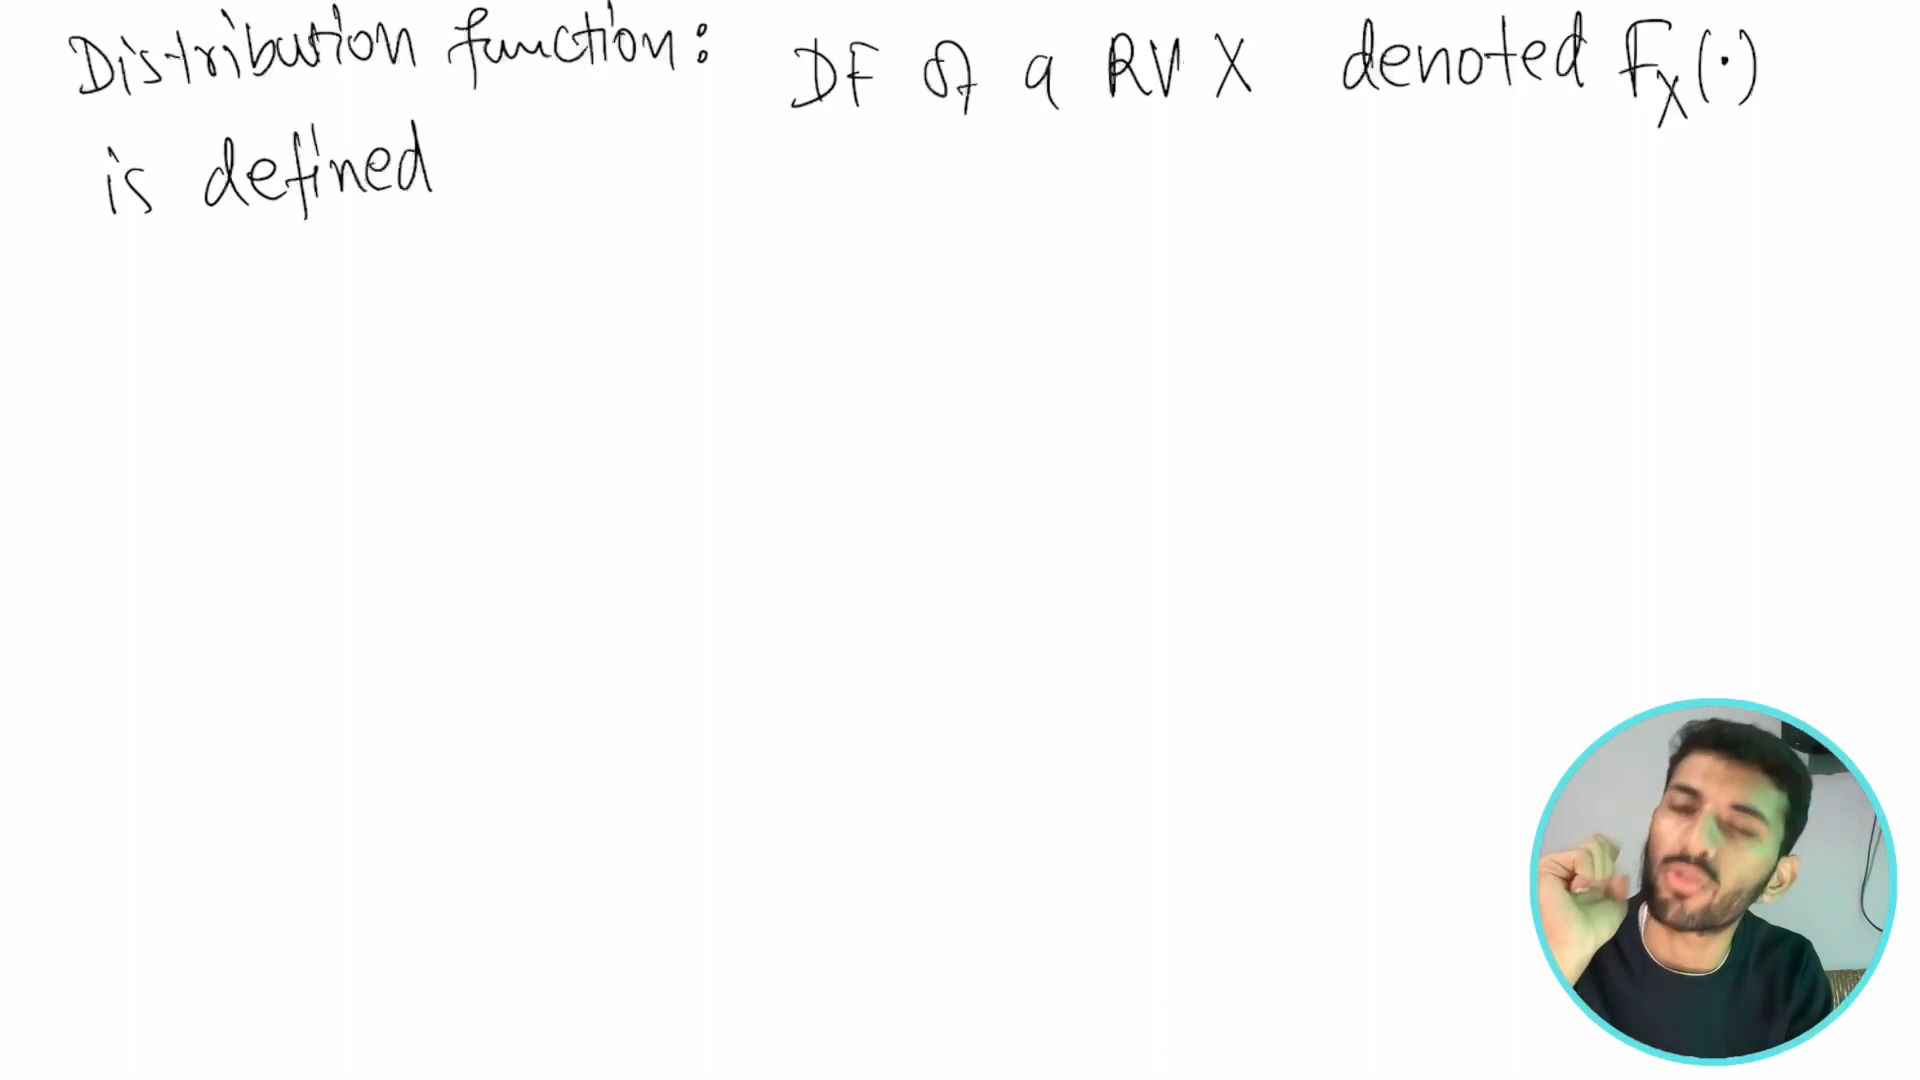 Distribution function: DF of a RV X denoted Fx(·)
is defined